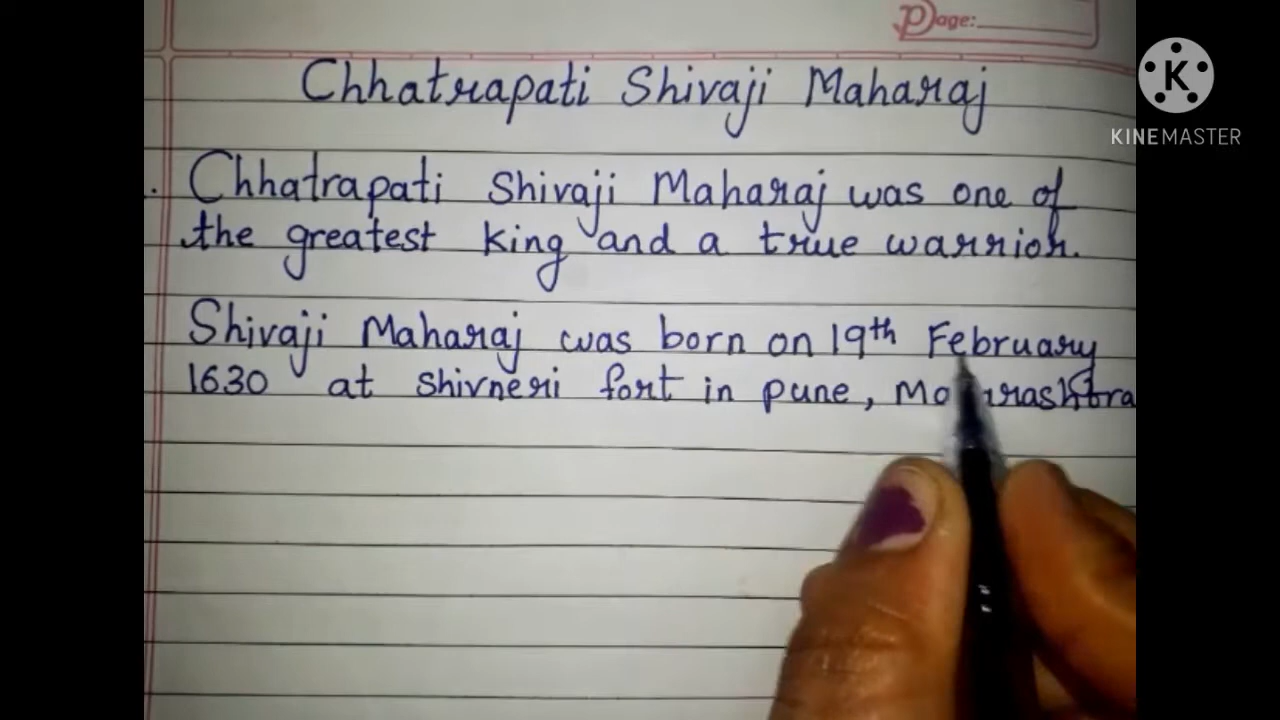 Page:
Chhatrapati Shivaji Maharaj
Chhatrapati Shivaji Maharaj was one of
the greatest king and a true warrior.
Shivaji Maharaj was born on 19th February
1630 at shivneri fort in pune, Maharashtra
K
KINEMASTER